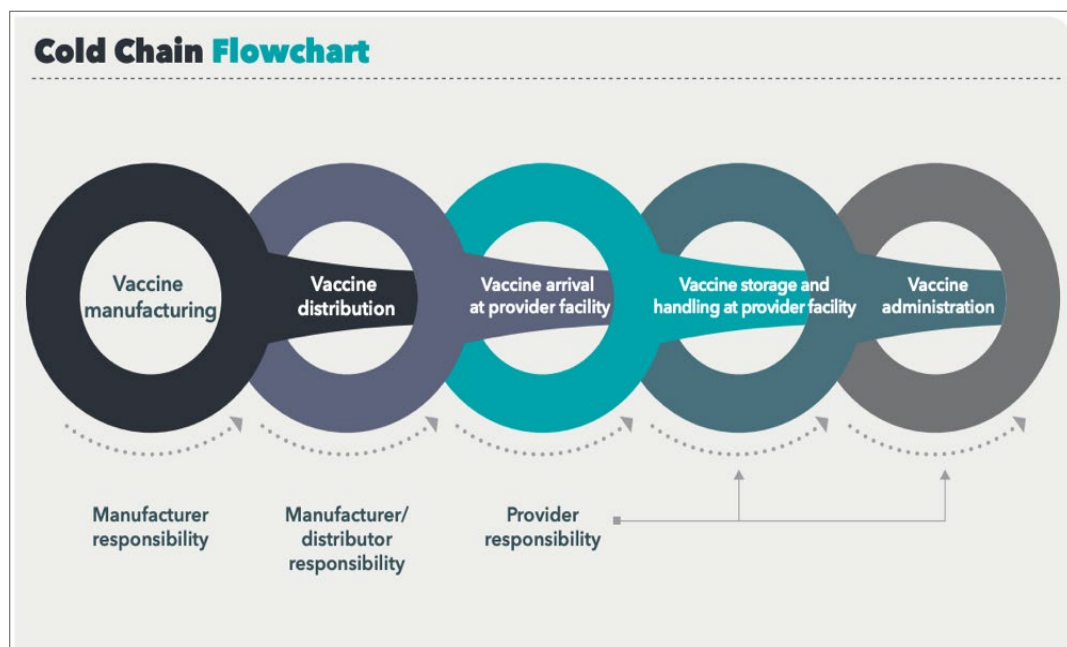 Cold Chain Flowchart
Vaccine
manufacturing
Vaccine
distribution
Vaccine arrival
at provider facility
Vaccine storage and
handling at provider facility
Vaccine
administration
Manufacturer
responsibility
Manufacturer/
distributor
responsibility
Provider
responsibility